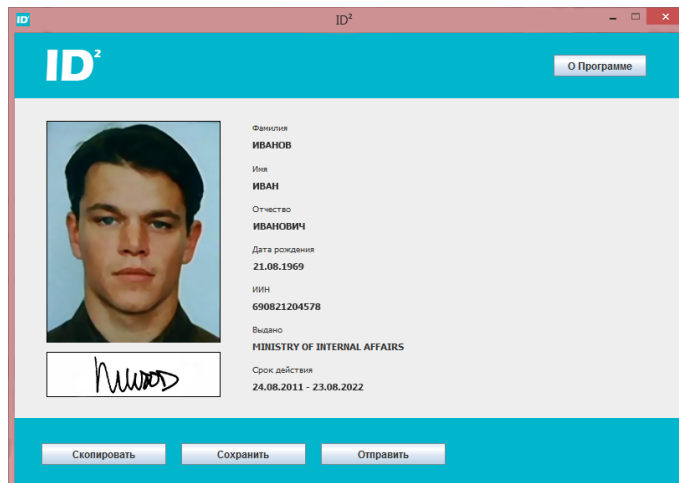 ID ID²
ID²
О Программе
Фамилия
ИВАНОВ
Имя
ИВАН
Отчество
ИВАНОВИЧ
Дата рождения
21.08.1969
ИИН
690821204578
Выдано
MINISTRY OF INTERNAL AFFAIRS
Срок действия
24.08.2011 - 23.08.2022
Скопировать Сохранить Отправить